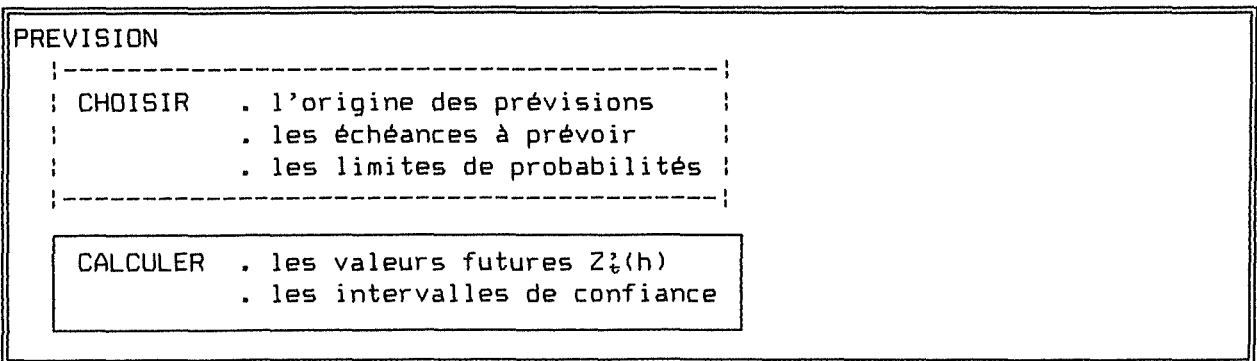 PREVISION
CHOISIR . l'origine des prévisions
. les échéances à prévoir
. les limites de probabilités
CALCULER . les valeurs futures Z²ₜ(h)
. les intervalles de confiance